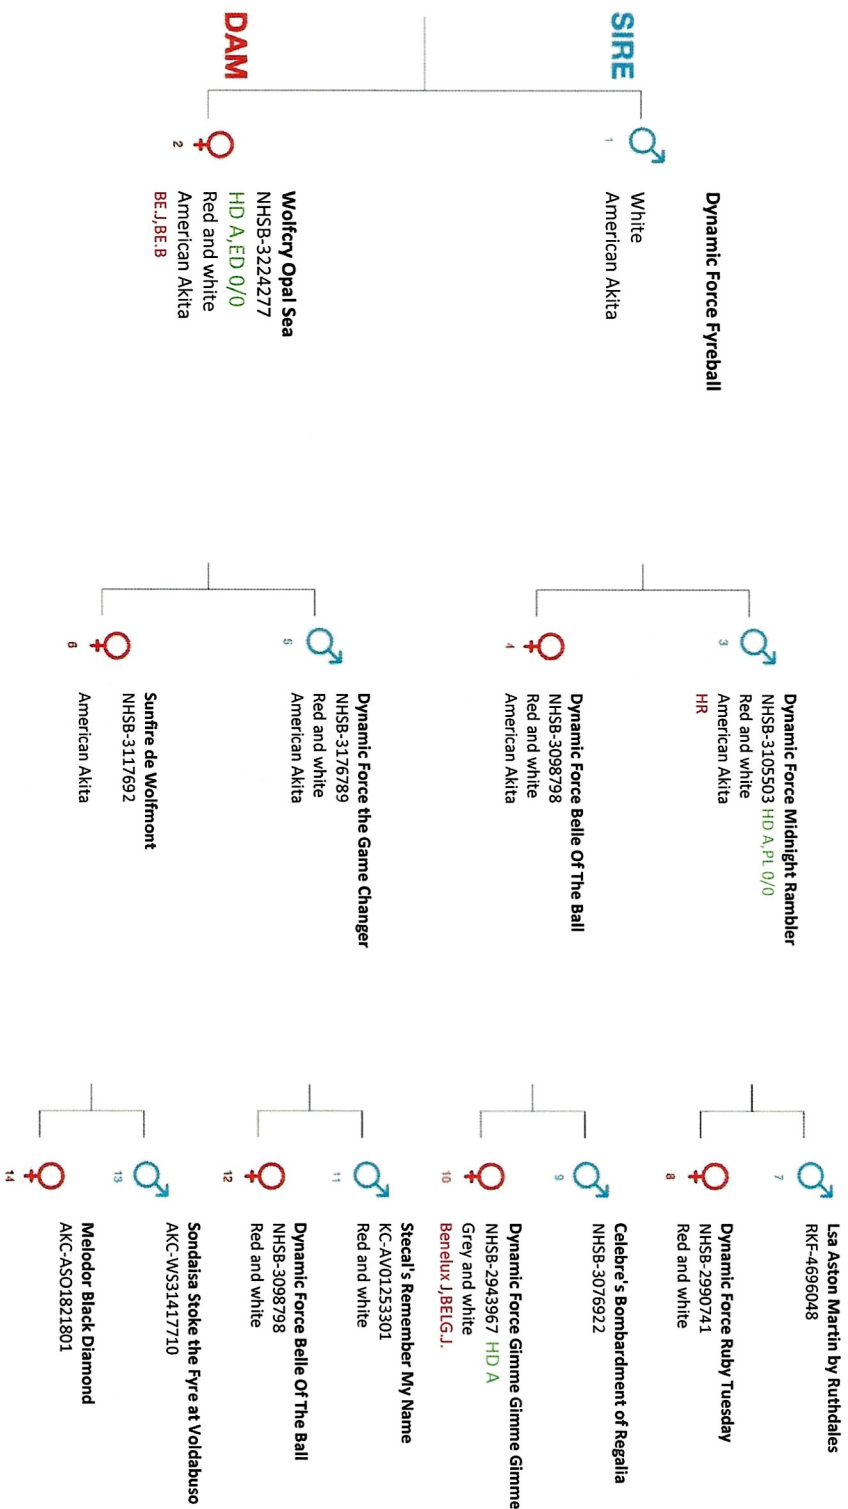 SIRE
1
Dynamic Force Fyreball
White
American Akita
DAM
2
Wolfcry Opal Sea
NHSB-3224277
HD A,ED 0/0
Red and white
American Akita
BEJ,BE.B
3
Dynamic Force Midnight Rambler
NHSB-3105503 HD A,PL 0/0
Red and white
American Akita
HR
4
Dynamic Force Belle Of The Ball
NHSB-3098798
Red and white
American Akita
5
Dynamic Force the Game Changer
NHSB-3176789
Red and white
American Akita
6
Sunfire de Wolfmont
NHSB-3117692
American Akita
7
Lsa Aston Martin by Ruthdales
RKF-4696048
8
Dynamic Force Ruby Tuesday
NHSB-2990741
Red and white
9
Celebre's Bombardment of Regalia
NHSB-3076922
10
Dynamic Force Gimme Gimme Gimme
NHSB-2943967 HD A
Grey and white
Benelux J,BELG.J.
11
Stecal's Remember My Name
KC-AV01253301
Red and white
12
Dynamic Force Belle Of The Ball
NHSB-3098798
Red and white
13
Sondaisa Stoke the Fyre at Voldabuso
AKC-WS31417710
14
Melodor Black Diamond
AKC-ASO1821801